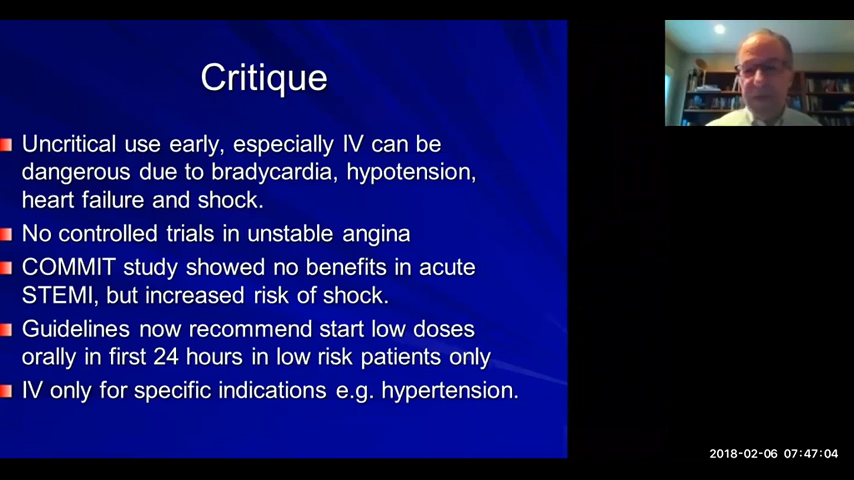 Critique
Uncritical use early, especially IV can be
dangerous due to bradycardia, hypotension,
heart failure and shock.
No controlled trials in unstable angina
COMMIT study showed no benefits in acute
STEMI, but increased risk of shock.
Guidelines now recommend start low doses
orally in first 24 hours in low risk patients only
IV only for specific indications e.g. hypertension.
2018-02-06 07:47:04